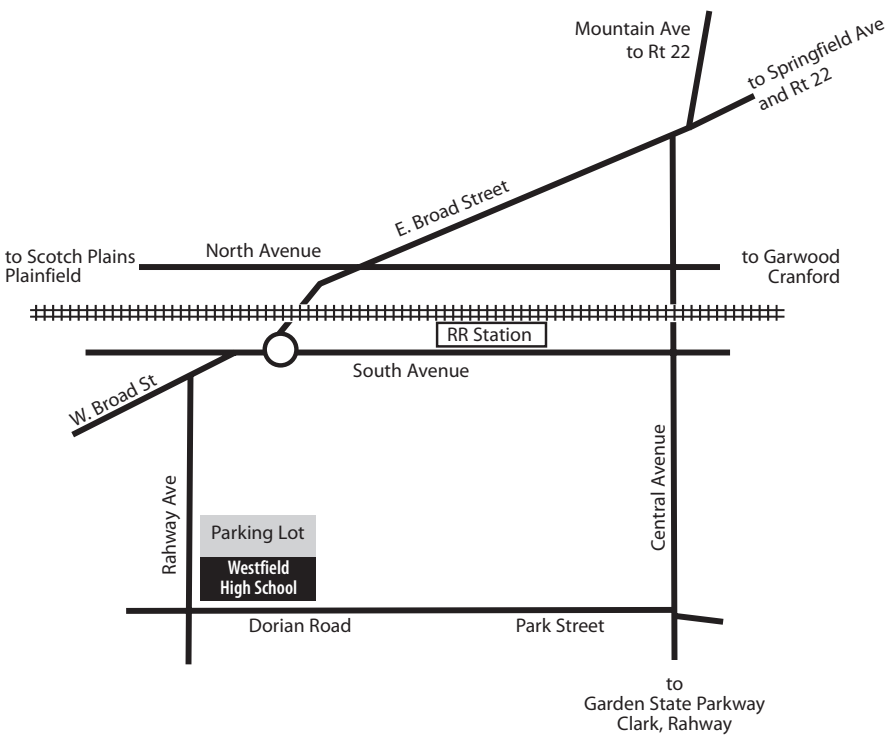 Mountain Ave
to Rt 22
to Springfield Ave
and Rt 22
E. Broad Street
North Avenue
to Scotch Plains
Plainfield
to Garwood
Cranford
RR Station
South Avenue
W. Broad St
Rahway Ave
Central Avenue
Parking Lot
Westfield
High School
Dorian Road
Park Street
to
Garden State Parkway
Clark, Rahway